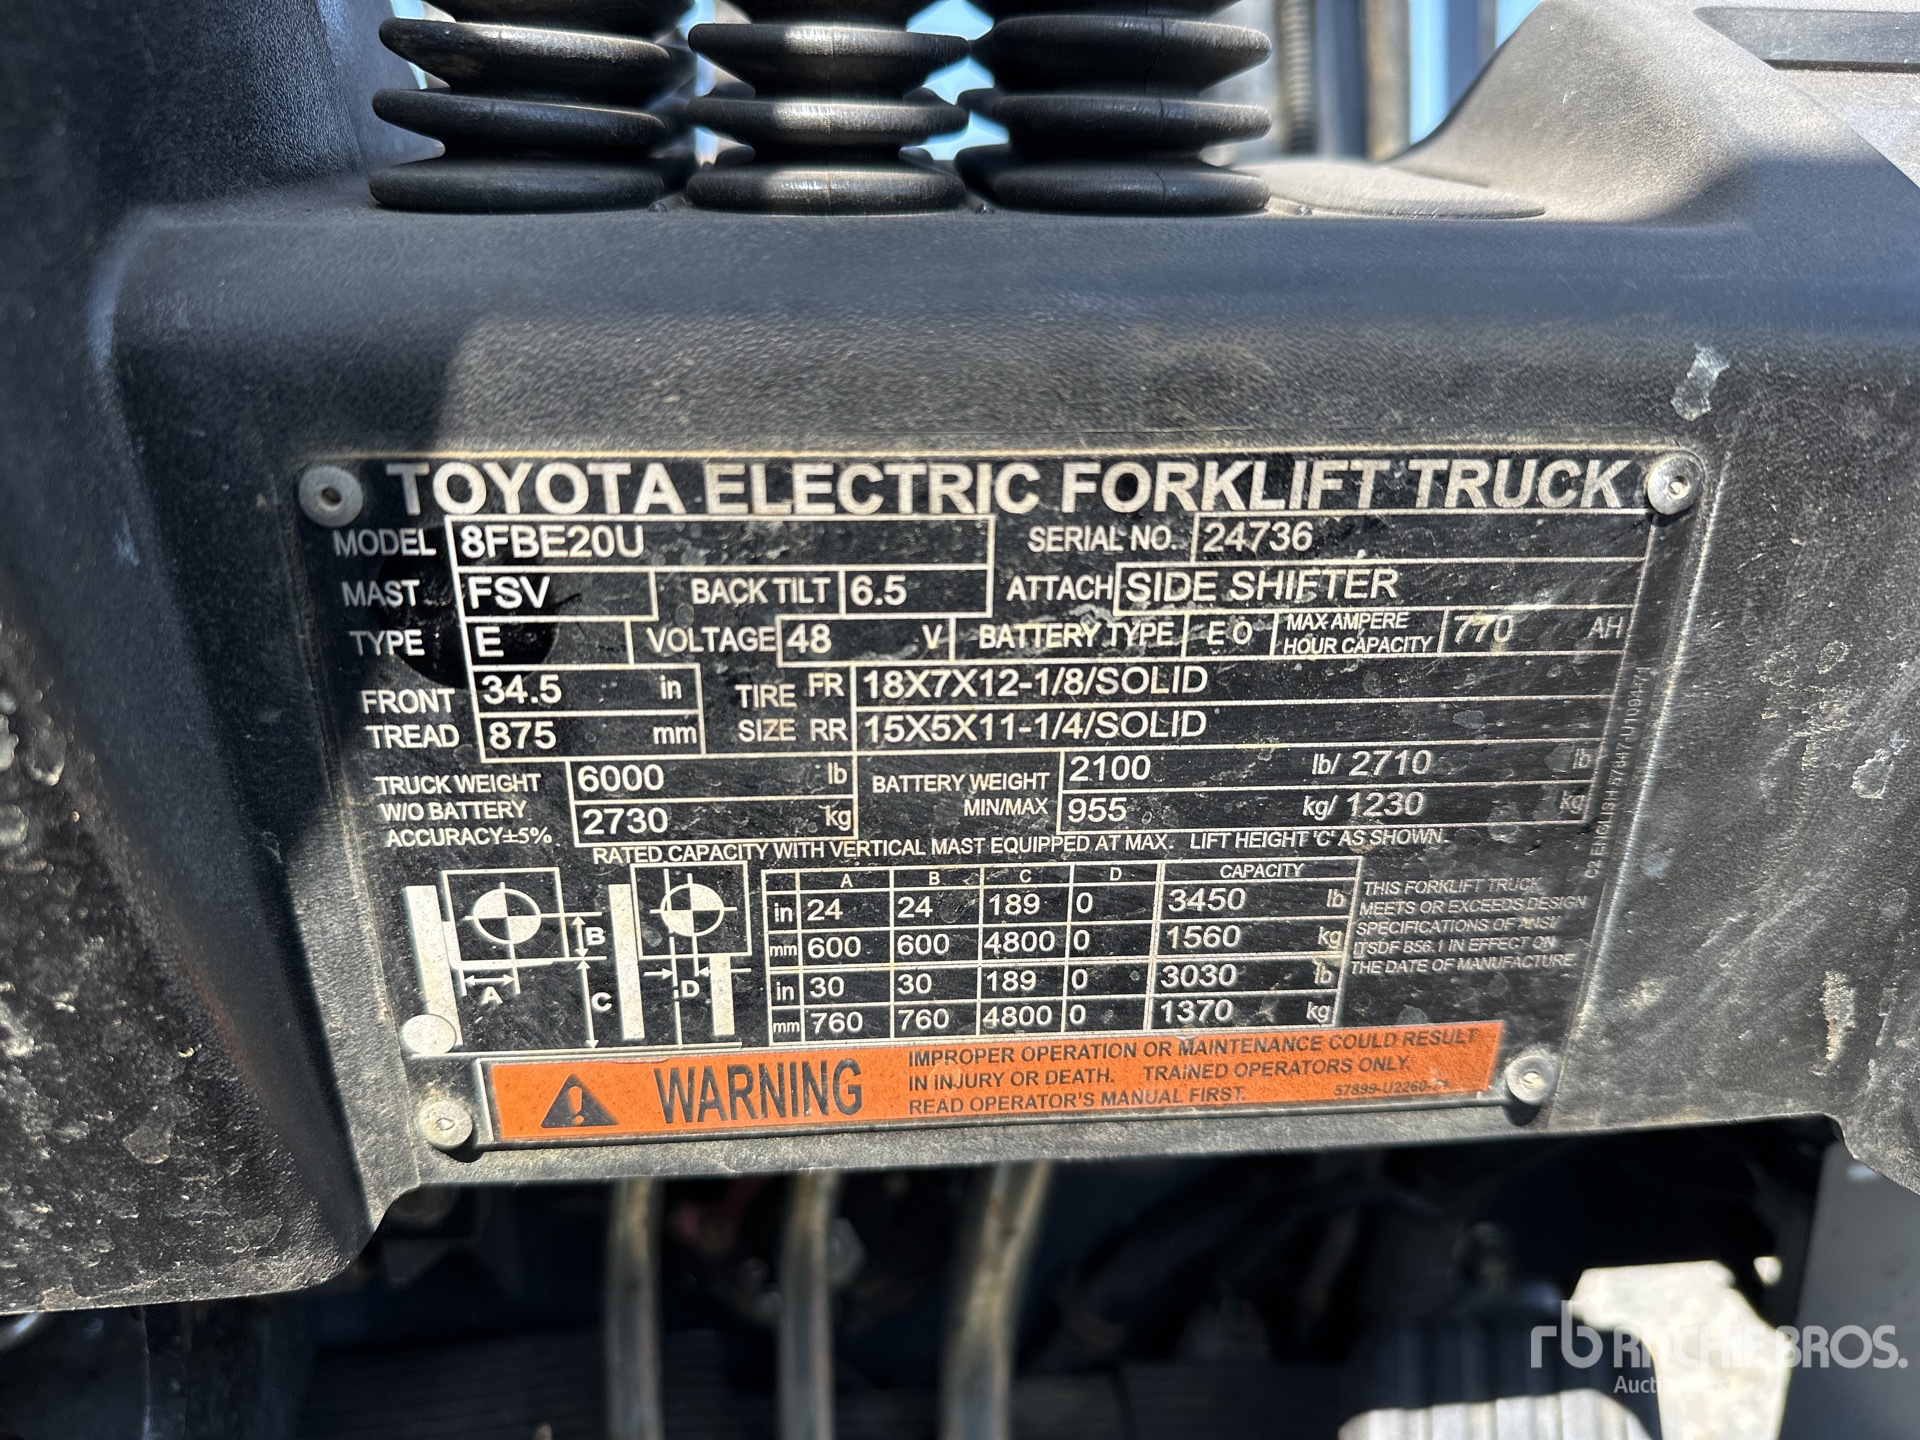 TOYOTA ELECTRIC FORKLIFT TRUCK
MODEL 8FBE20U SERIAL NO. 24736
MAST FSV BACK TILT 6.5 ATTACH SIDE SHIFTER
TYPE E VOLTAGE 48 V BATTERY TYPE E O MAX AMPERE HOUR CAPACITY 770 AH
FRONT TREAD 34.5 in TIRE SIZE FR 18X7X12-1/8/SOLID
875 mm RR 15X5X11-1/4/SOLID
TRUCK WEIGHT 6000 lb BATTERY WEIGHT 2100 lb/ 2710 lb
W/O BATTERY 2730 kg MIN/MAX 955 kg/ 1230 kg
ACCURACY±5%
RATED CAPACITY WITH VERTICAL MAST EQUIPPED AT MAX. LIFT HEIGHT 'C' AS SHOWN.
A B C D CAPACITY
in 24 24 189 0 3450 lb
mm 600 600 4800 0 1560 kg
in 30 30 189 0 3030 lb
mm 760 760 4800 0 1370 kg
A B C D
THIS FORKLIFT TRUCK
MEETS OR EXCEEDS DESIGN
SPECIFICATIONS OF ANSI/
ITSDF B56.1 IN EFFECT ON
THE DATE OF MANUFACTURE
WARNING
IMPROPER OPERATION OR MAINTENANCE COULD RESULT
IN INJURY OR DEATH. TRAINED OPERATORS ONLY.
READ OPERATOR'S MANUAL FIRST.
57899-U2260-71
rb RITCHIE BROS.
Auctioneers